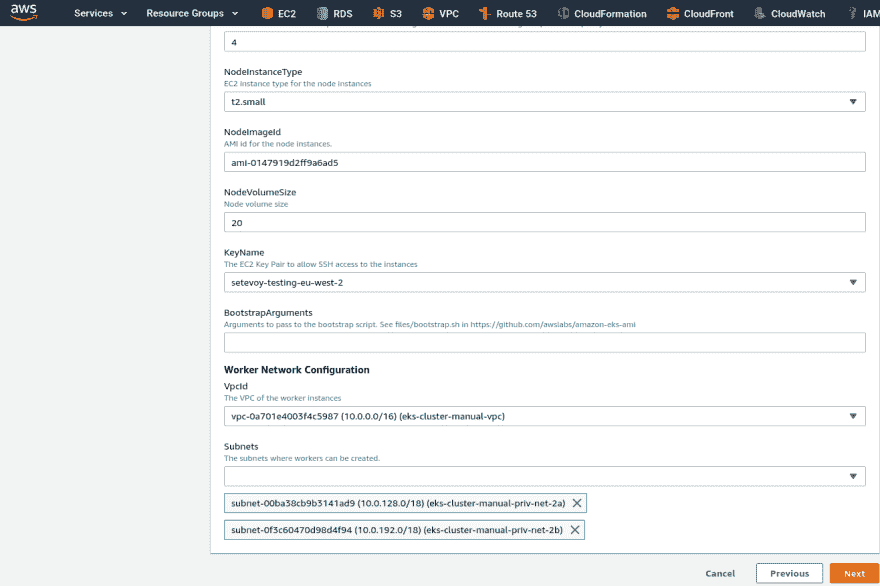 aws Services Resource Groups EC2 RDS S3 VPC Route 53 CloudFormation CloudFront CloudWatch IAM
4
NodeInstanceType
EC2 instance type for the node instances
t2.small
NodeImageId
AMI id for the node instances.
ami-0147919d2ff9a6ad5
NodeVolumeSize
Node volume size
20
KeyName
The EC2 Key Pair to allow SSH access to the instances
setevoy-testing-eu-west-2
BootstrapArguments
Arguments to pass to the bootstrap script. See files/bootstrap.sh in https://github.com/awslabs/amazon-eks-ami
Worker Network Configuration
VpcId
The VPC of the worker instances
vpc-0a701e4003f4c5987 (10.0.0.0/16) (eks-cluster-manual-vpc)
Subnets
The subnets where workers can be created.
subnet-00ba38cb9b3141ad9 (10.0.128.0/18) (eks-cluster-manual-priv-net-2a)
subnet-0f3c60470d98d4f94 (10.0.192.0/18) (eks-cluster-manual-priv-net-2b)
Cancel Previous Next